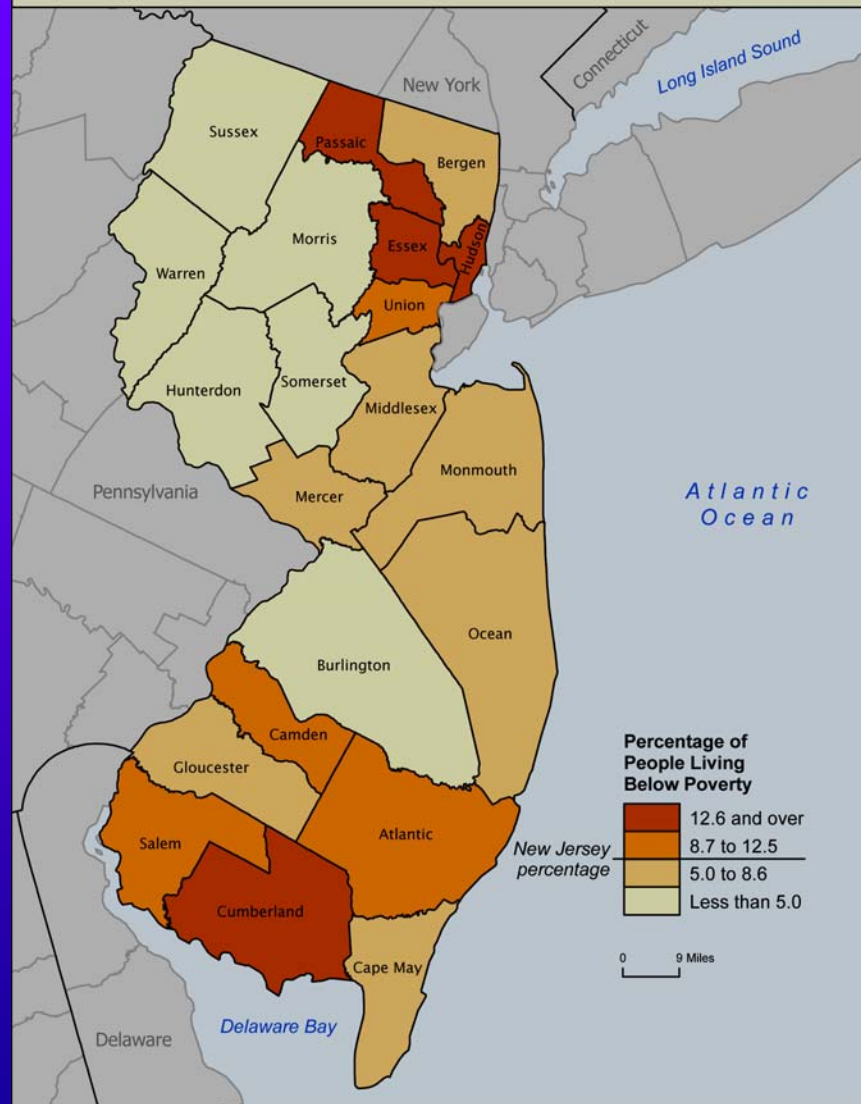 New York
Connecticut
Long Island Sound
Sussex
Passaic
Bergen
Morris
Essex
Hudson
Warren
Union
Hunterdon
Somerset
Middlesex
Monmouth
Pennsylvania
Mercer
Atlantic
Ocean
Ocean
Burlington
Camden
Gloucester
Salem
Atlantic
Cumberland
Cape May
Delaware Bay
Delaware
Percentage of
People Living
Below Poverty
12.6 and over
8.7 to 12.5
New Jersey
percentage
5.0 to 8.6
Less than 5.0
0 9 Miles